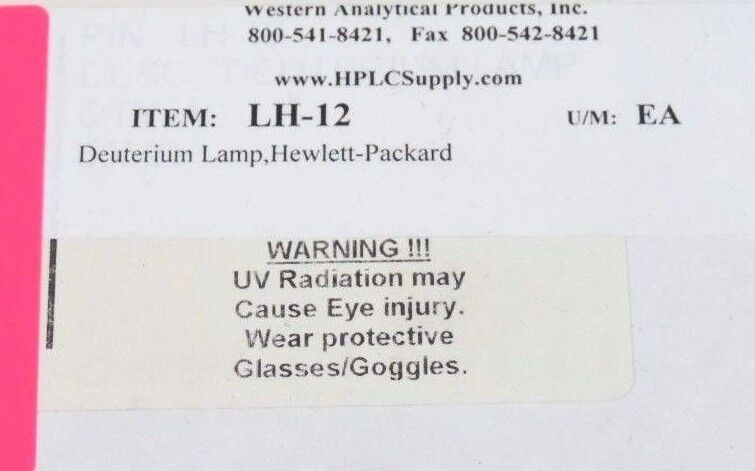 Western Analytical Products, Inc.
800-541-8421, Fax 800-542-8421
www.HPLCSupply.com
ITEM: LH-12 U/M: EA
Deuterium Lamp,Hewlett-Packard
WARNING !!!
UV Radiation may
Cause Eye injury.
Wear protective
Glasses/Goggles.